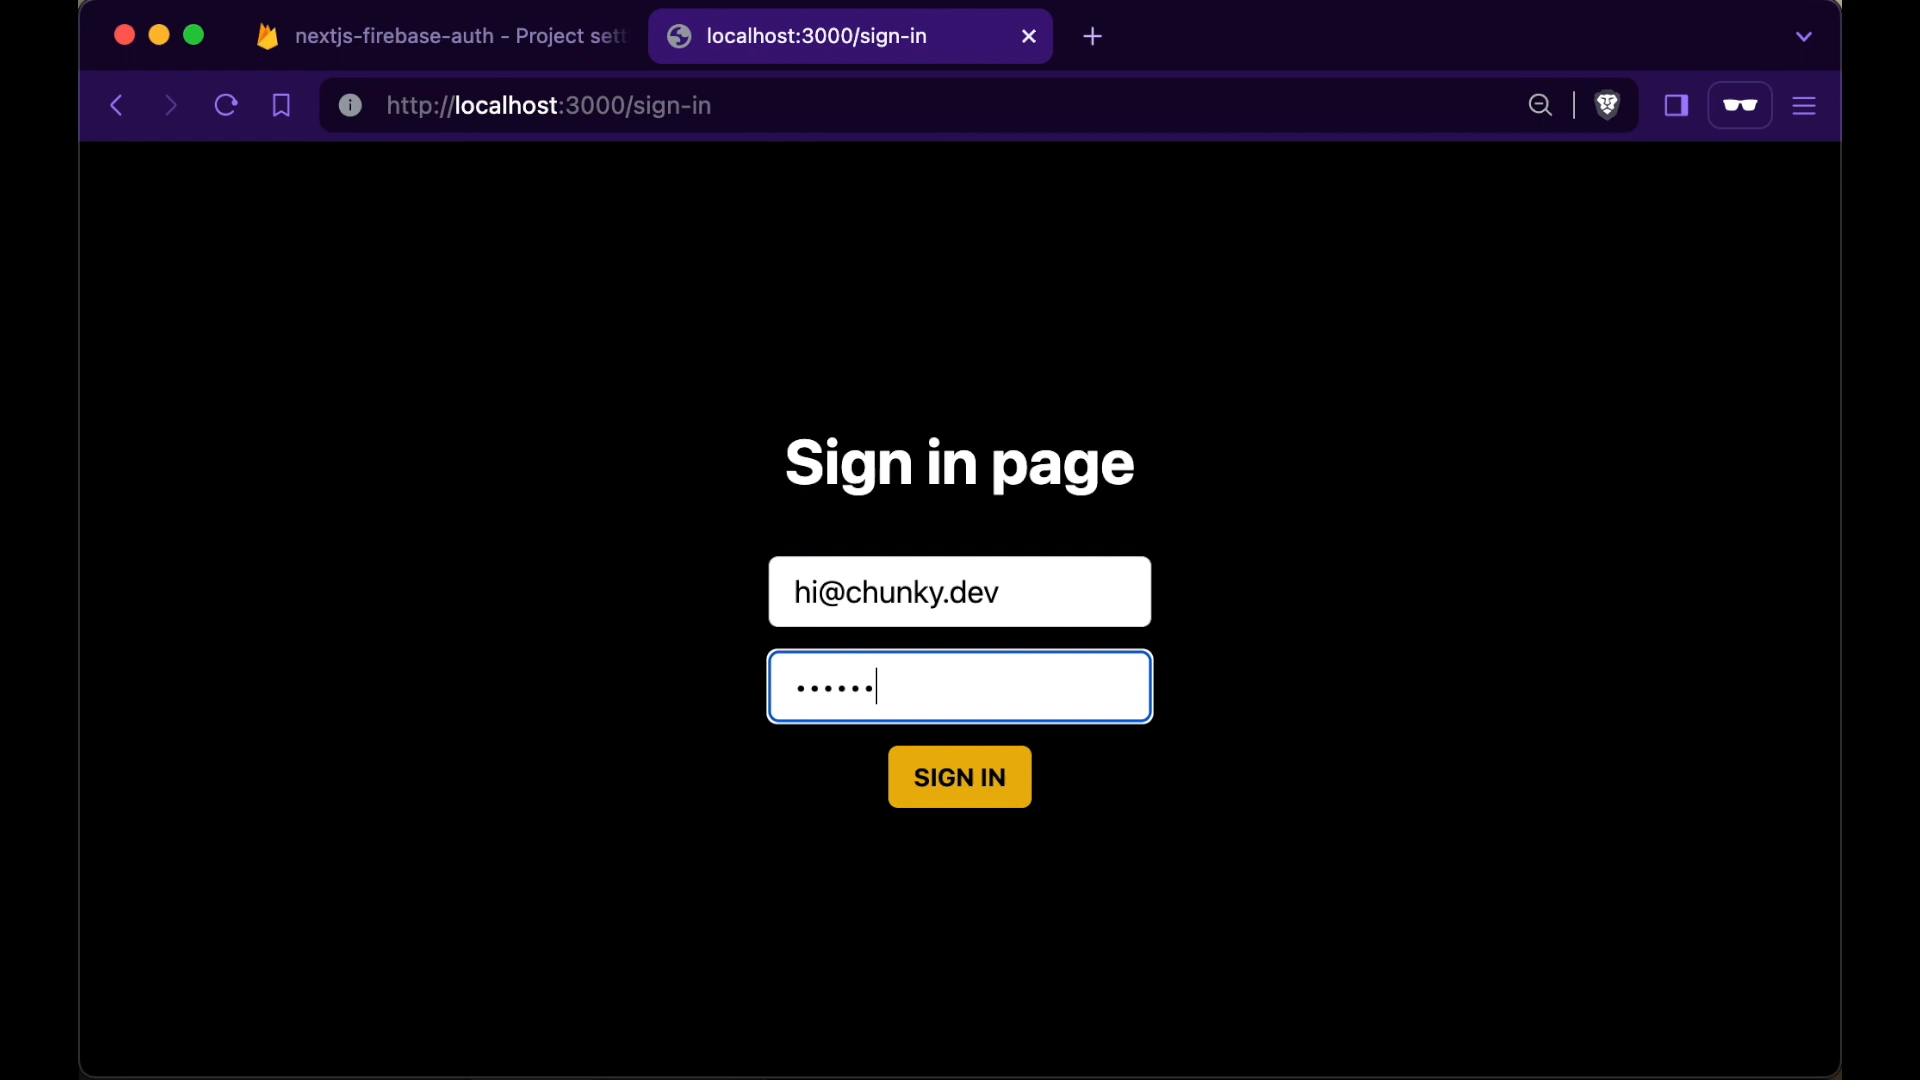 nextjs-firebase-auth - Project sett
localhost:3000/sign-in
http://localhost:3000/sign-in
Sign in page
hi@chunky.dev
••••••
SIGN IN